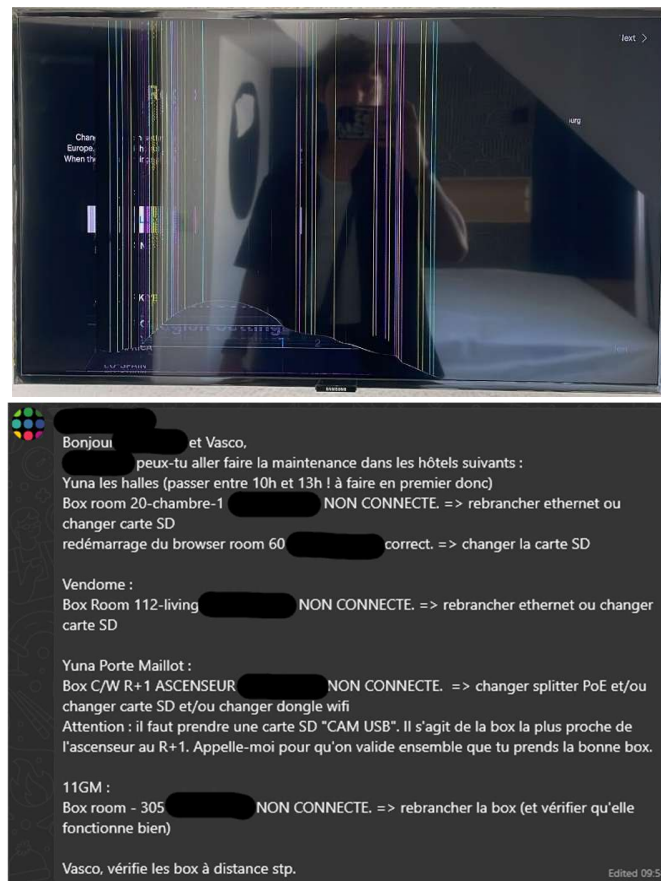 Next >
urg
Chan
Europe,
When the
SAMSUNG
Bonjour et Vasco,
peux-tu aller faire la maintenance dans les hôtels suivants :
Yuna les halles (passer entre 10h et 13h ! à faire en premier donc)
Box room 20-chambre-1 NON CONNECTE. => rebrancher ethernet ou
changer carte SD
redémarrage du browser room 60 correct. => changer la carte SD
Vendome :
Box Room 112-living NON CONNECTE. => rebrancher ethernet ou changer
carte SD
Yuna Porte Maillot :
Box C/W R+1 ASCENSEUR NON CONNECTE. => changer splitter PoE et/ou
changer carte SD et/ou changer dongle wifi
Attention : il faut prendre une carte SD "CAM USB". Il s'agit de la box la plus proche de
l'ascenseur au R+1. Appelle-moi pour qu'on valide ensemble que tu prends la bonne box.
11GM :
Box room - 305 NON CONNECTE. => rebrancher la box (et vérifier qu'elle
fonctionne bien)
Vasco, vérifie les box à distance stp.
Edited 09:5